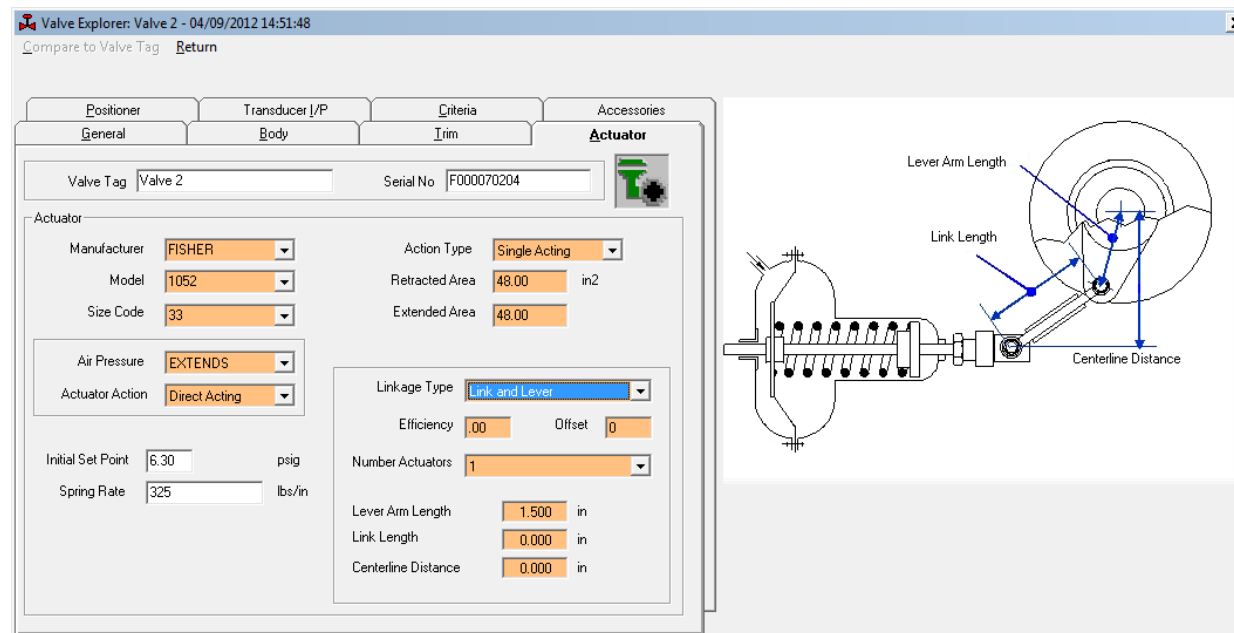 Valve Explorer: Valve 2 - 04/09/2012 14:51:48
Compare to Valve Tag Return
Positioner Transducer I/P Criteria Accessories
General Body Trim Actuator
Valve Tag Valve 2 Serial No F000070204
Actuator
Manufacturer FISHER
Model 1052
Size Code 33
Action Type Single Acting
Retracted Area 48.00 in2
Extended Area 48.00
Air Pressure EXTENDS
Actuator Action Direct Acting
Initial Set Point 6.30 psig
Spring Rate 325 lbs/in
Linkage Type Link and Lever
Efficiency .00 Offset 0
Number Actuators 1
Lever Arm Length 1.500 in
Link Length 0.000 in
Centerline Distance 0.000 in
Lever Arm Length
Link Length
Centerline Distance